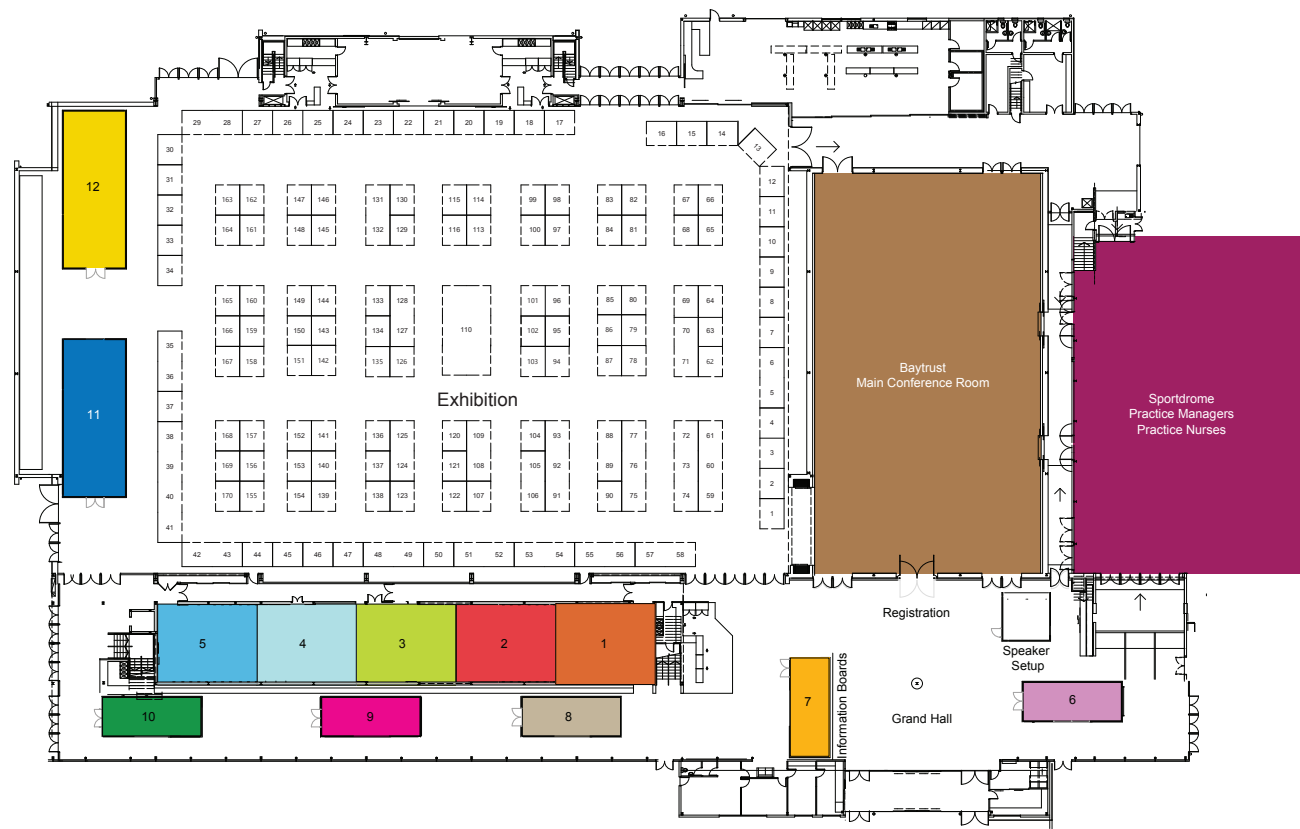 29 28 27 26 25 24 23 22 21 20 19 18 17
16 15 14
13
30
31
32
33
34
35
36
37
38
39
40
41
12
11
10
9
8
7
6
5
4
3
2
1
163 162 147 146 131 130 115 114 99 98 83 82 67 66
164 161 148 145 132 129 116 113 100 97 84 81 68 65
165 160 149 144 133 128 101 96 85 80 69 64
166 159 150 143 134 127 110 102 95 86 79 70 63
167 158 151 142 135 126 103 94 87 78 71 62
Exhibition
168 157 152 141 136 125 120 109 104 93 88 77 72 61
169 156 153 140 137 124 121 108 105 92 89 76 73 60
170 155 154 139 138 123 122 107 106 91 90 75 74 59
42 43 44 45 46 47 48 49 50 51 52 53 54 55 56 57 58
12
11
Baytrust
Main Conference Room
Sportdrome
Practice Managers
Practice Nurses
5
4
3
2
1
Registration
Speaker
Setup
10
9
8
7
Information Boards
Grand Hall
6